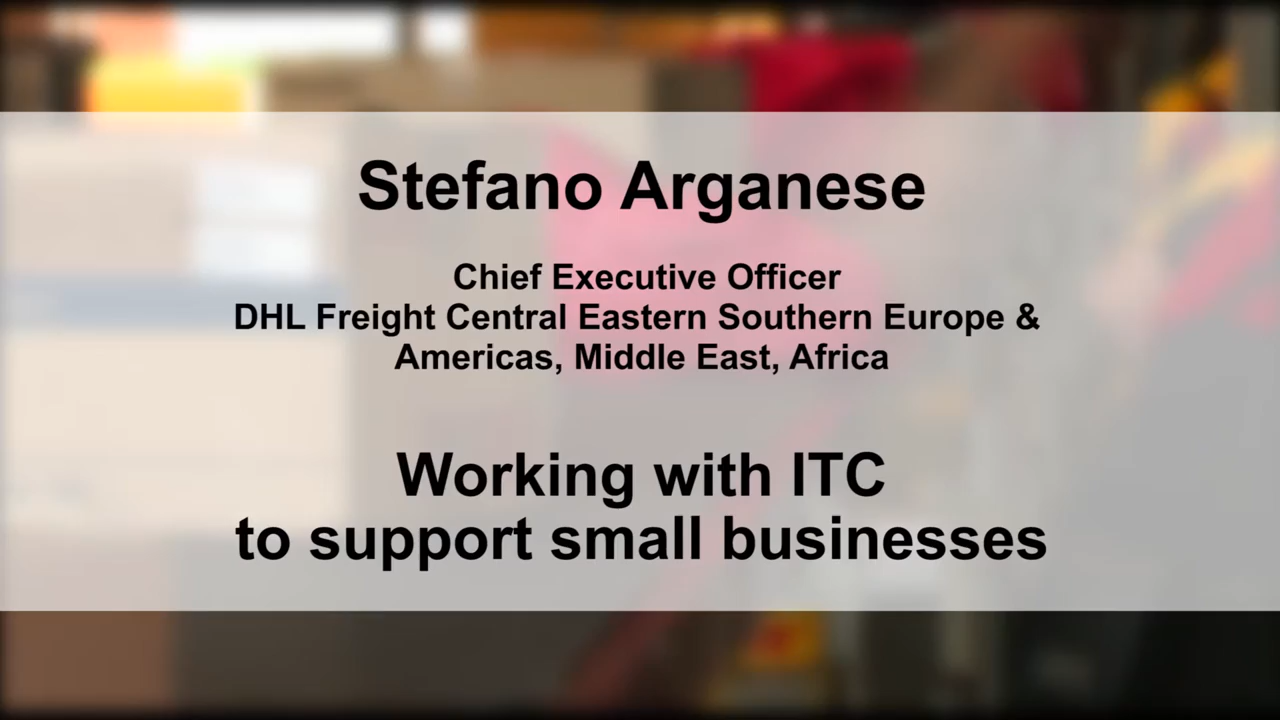 Stefano Arganese
Chief Executive Officer
DHL Freight Central Eastern Southern Europe &
Americas, Middle East, Africa
Working with ITC
to support small businesses